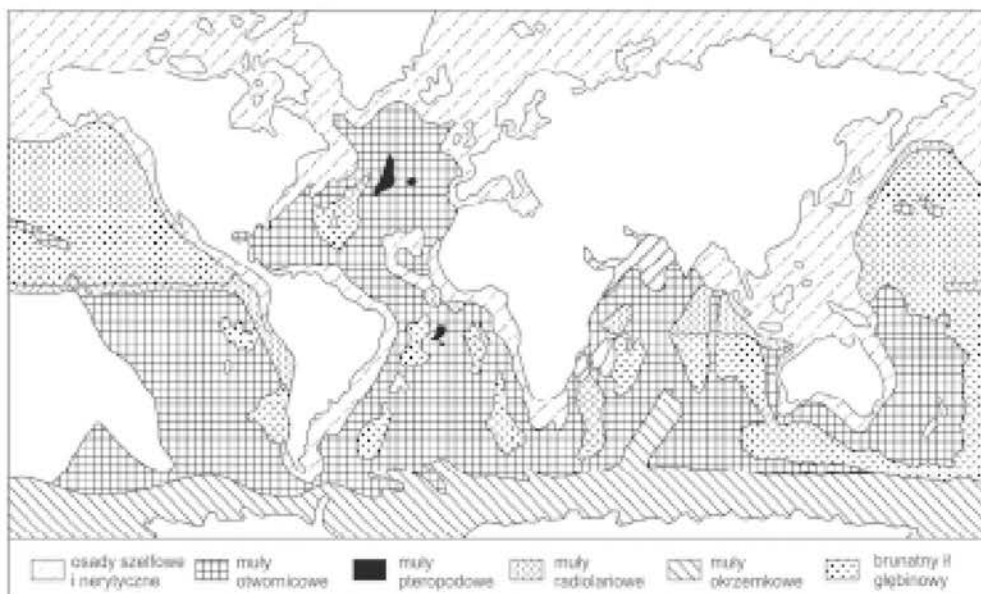 osady szelfowe
i nerytyczne
muły
otwornicowe
muły
pteropodowe
muły
radiolariowe
muły
okrzemkowe
brunatny ił
głębinowy